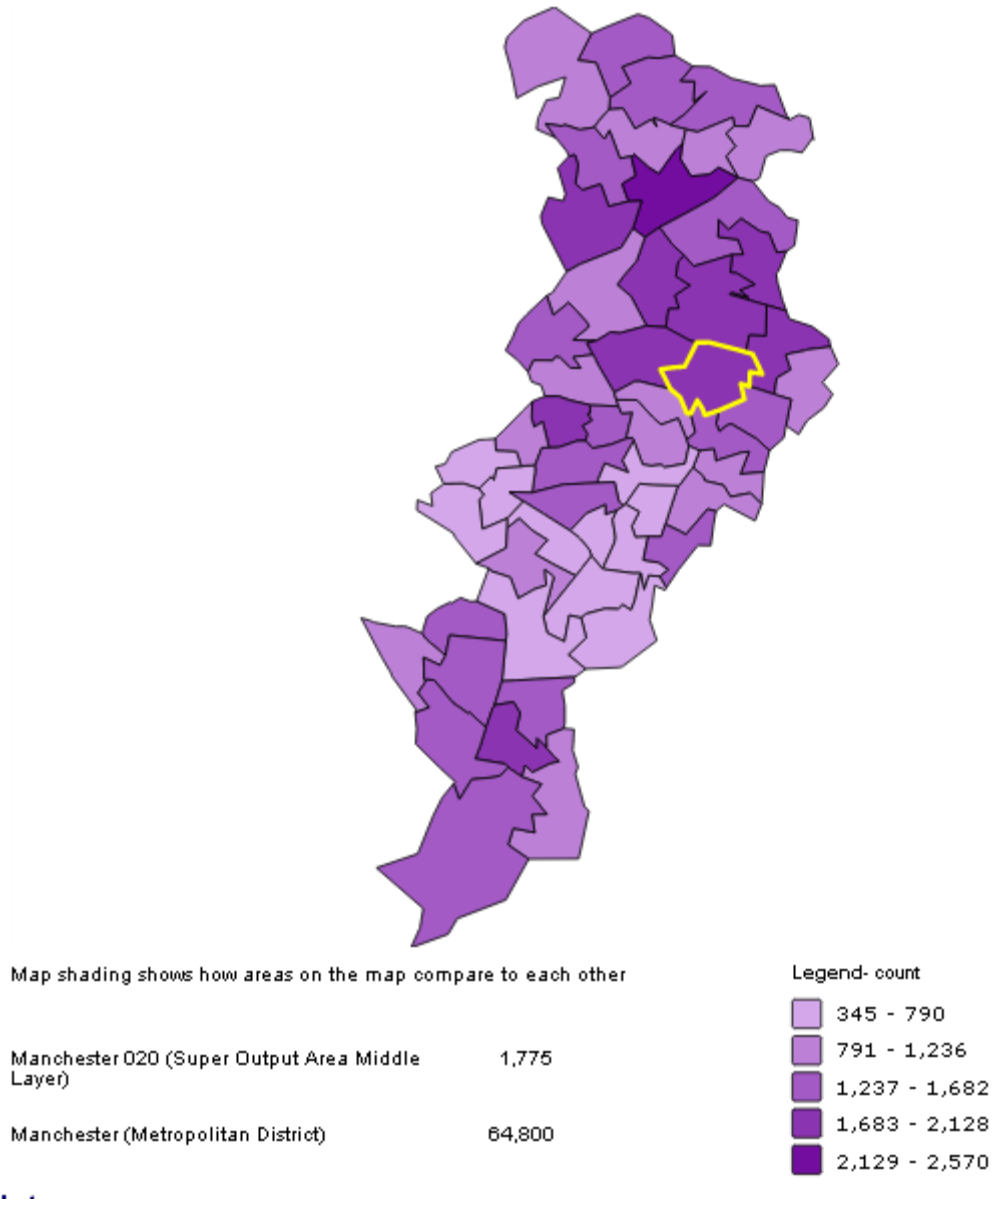 Map shading shows how areas on the map compare to each other
Manchester 020 (Super Output Area Middle
Layer)
1,775
Manchester (Metropolitan District)
64,800
Legend- count
345 - 790
791 - 1,236
1,237 - 1,682
1,683 - 2,128
2,129 - 2,570